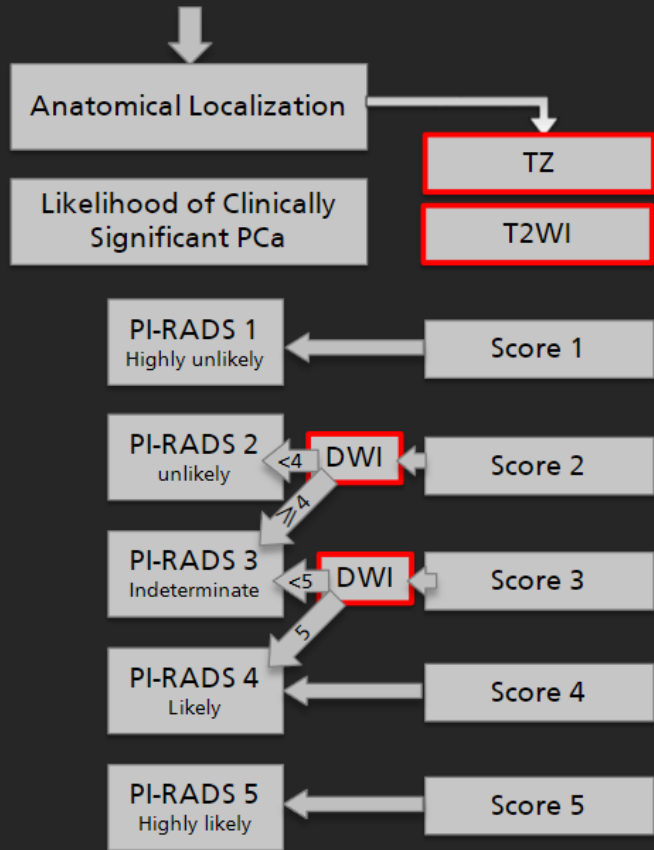 Anatomical Localization
TZ
Likelihood of Clinically
Significant PCa
T2WI
PI-RADS 1
Highly unlikely
Score 1
PI-RADS 2
unlikely
<4
DWI
Score 2
≥4
PI-RADS 3
Indeterminate
<5
DWI
Score 3
5
PI-RADS 4
Likely
Score 4
PI-RADS 5
Highly likely
Score 5